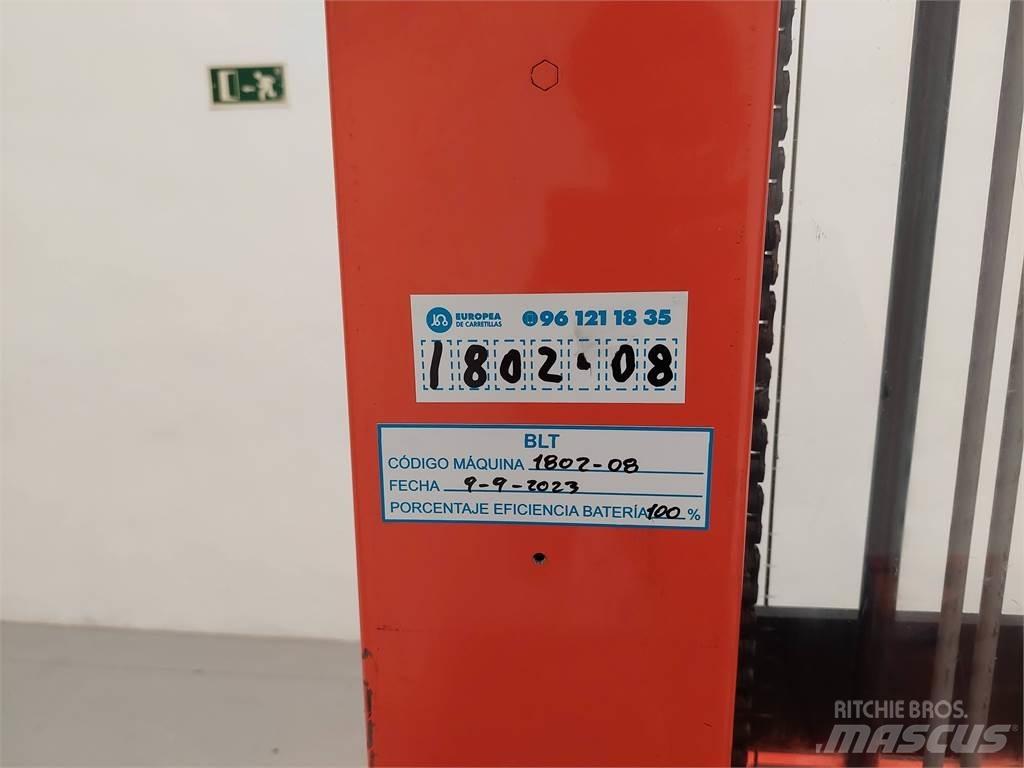 EUROPEA
DE CARRETILLAS
96 121 18 35
1802-08
BLT
CÓDIGO MÁQUINA 1802-08
FECHA 9-9-2023
PORCENTAJE EFICIENCIA BATERÍA 100 %
RITCHIE BROS.
MASCUS